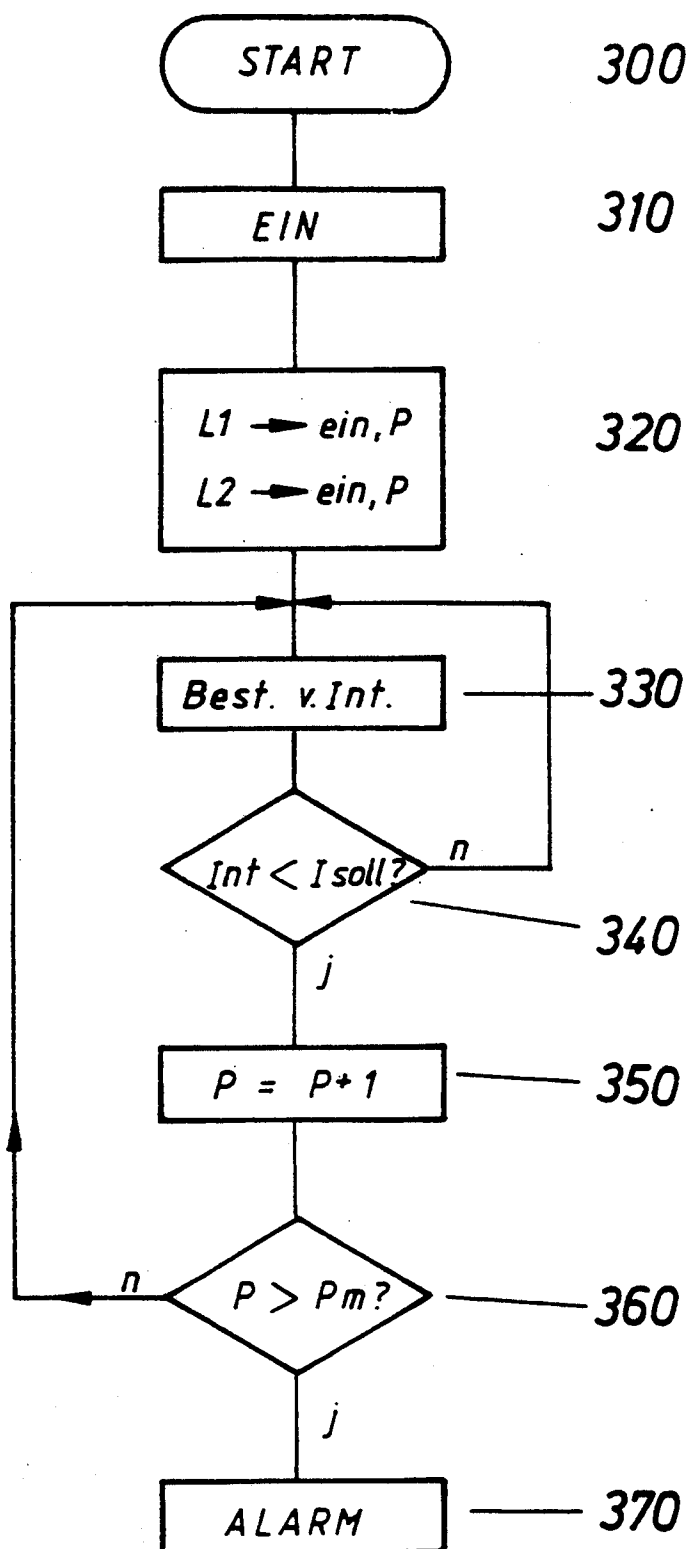 START 300
EIN 310
L1 → ein, P 320
L2 → ein, P
Best. v. Int. 330
Int < I soll? n
340
j
P = P+1 350
n P > Pm? 360
j
ALARM 370